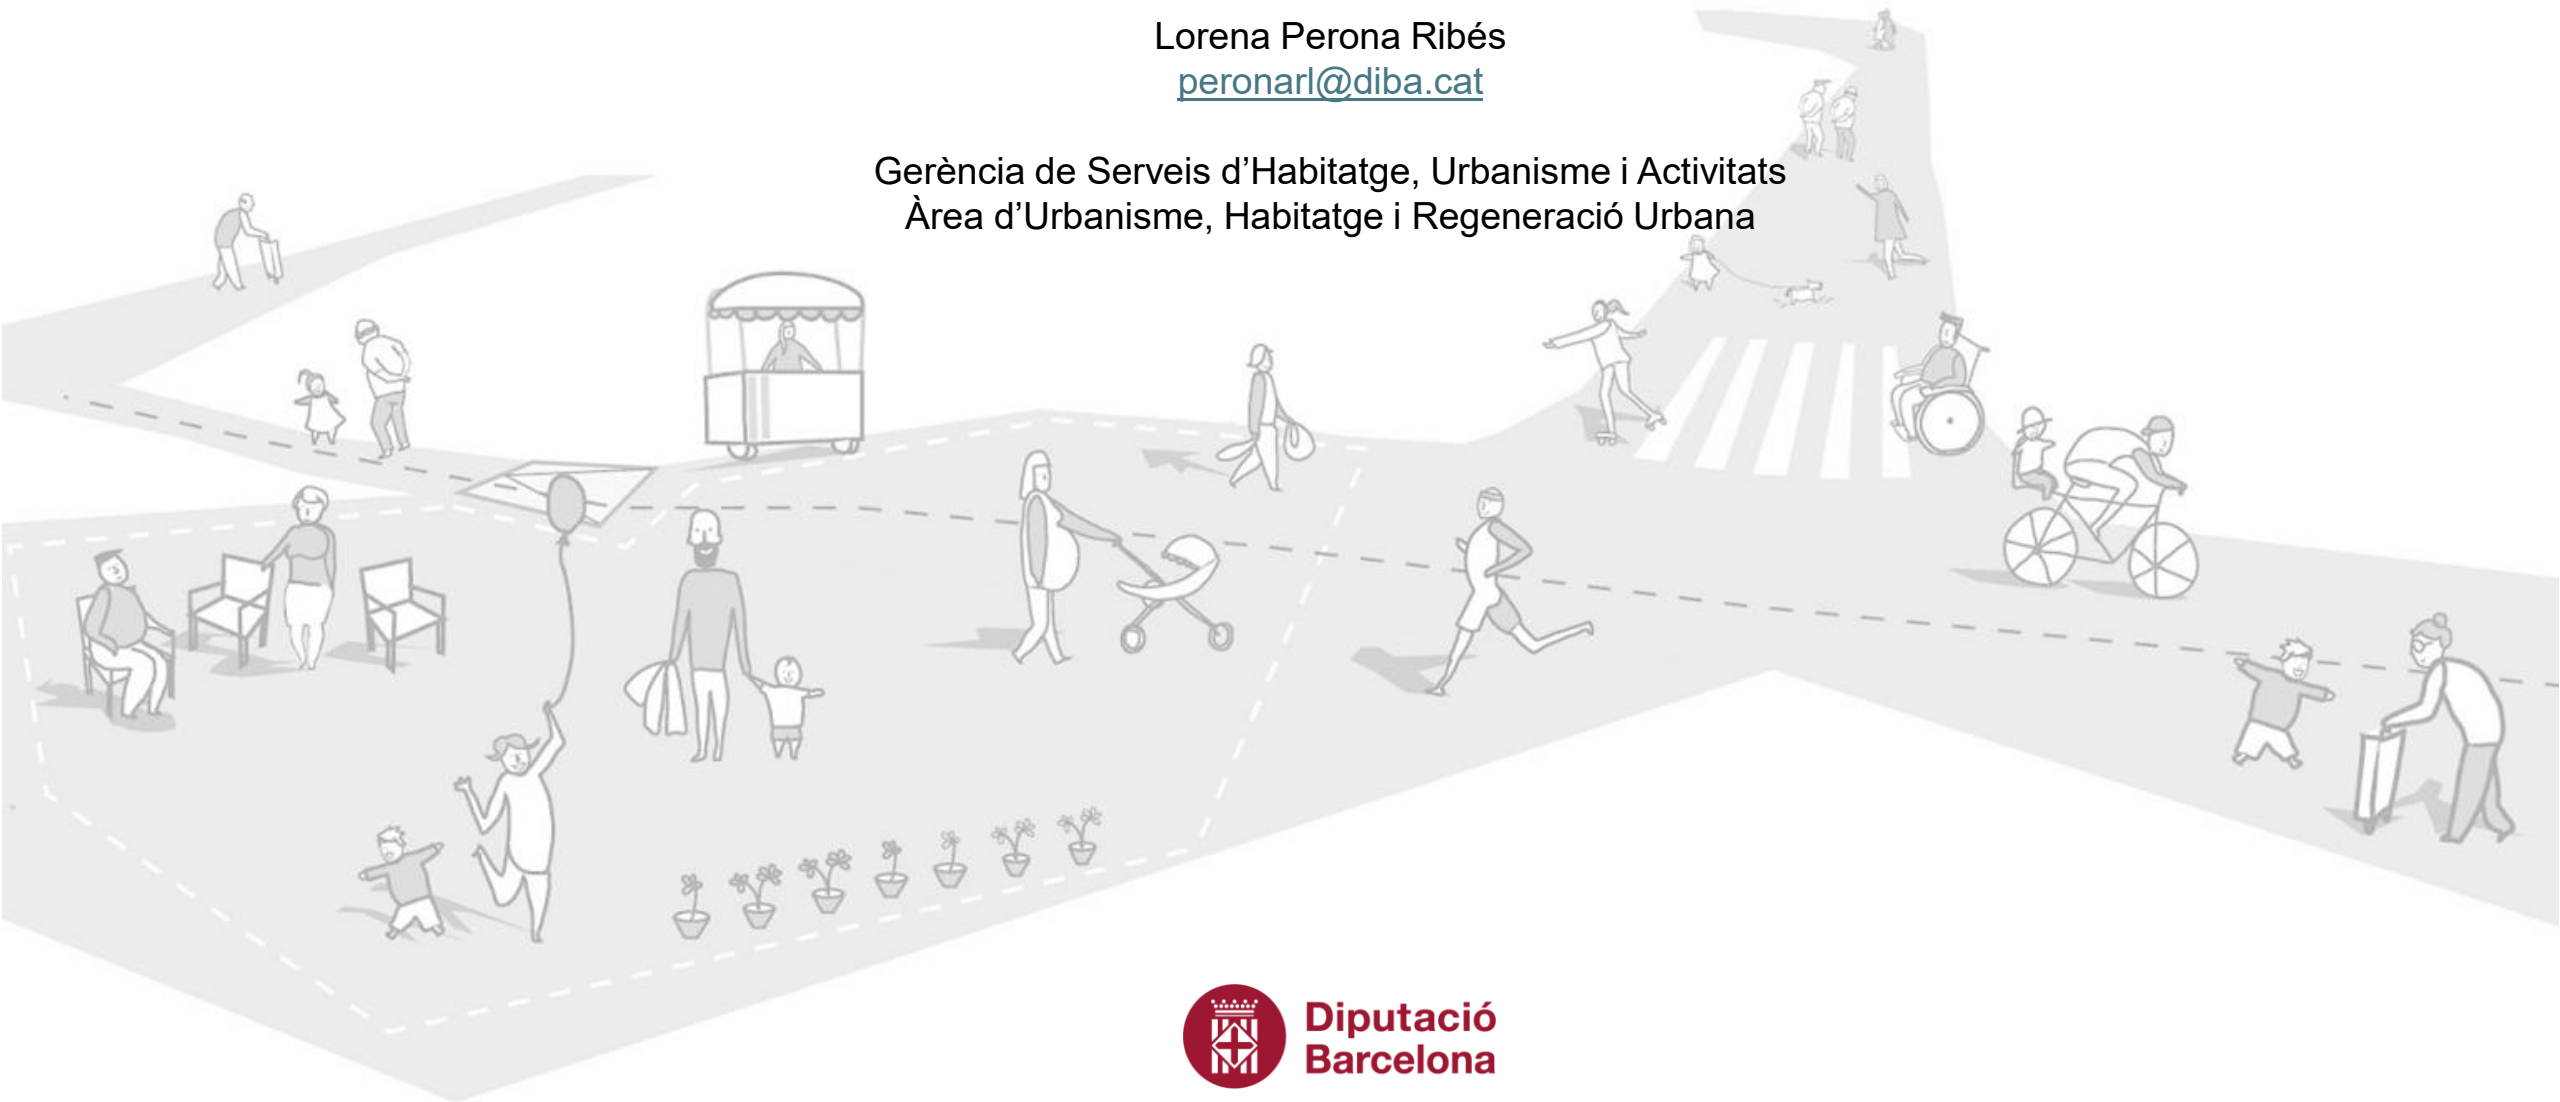 Lorena Perona Ribés
peronarl@diba.cat
Gerència de Serveis d’Habitatge, Urbanisme i Activitats
Àrea d’Urbanisme, Habitatge i Regeneració Urbana
Diputació
Barcelona